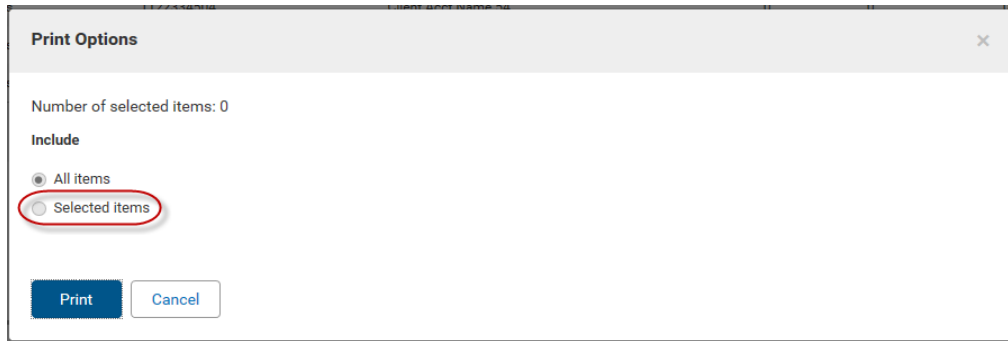 Print Options
×
Number of selected items: 0
Include
All items
Selected items
Print Cancel